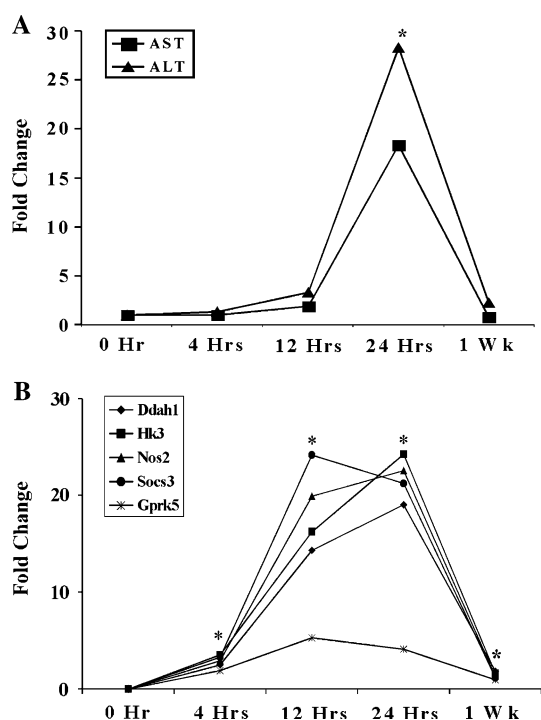 A
Fold Change
30
25
20
15
10
5
0
AST
ALT
*
0 Hr 4 Hrs 12 Hrs 24 Hrs 1 Wk
B
Fold Change
30
20
10
0
Ddah1
Hk3
Nos2
Socs3
Gprk5
* * * *
0 Hr 4 Hrs 12 Hrs 24 Hrs 1 Wk